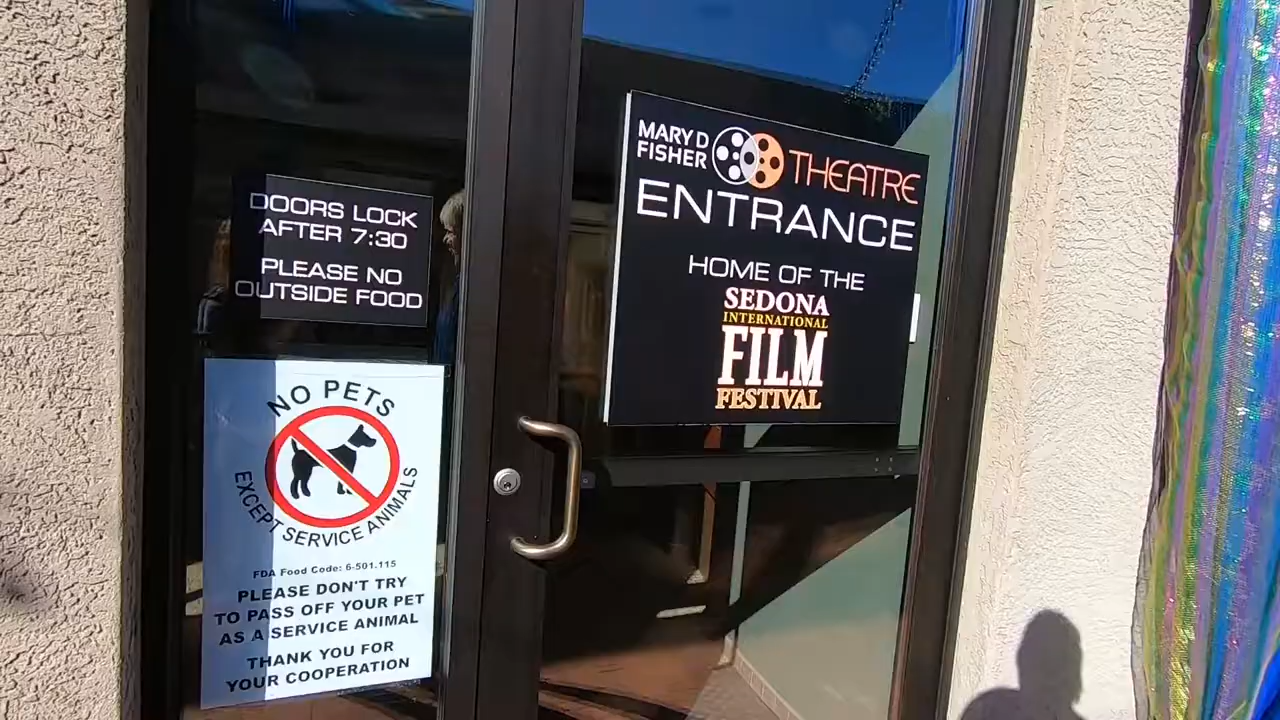 DOORS LOCK
AFTER 7:30
PLEASE NO
OUTSIDE FOOD
NO PETS
EXCEPT SERVICE ANIMALS
FDA Food Code: 6-501.115
PLEASE DON'T TRY
TO PASS OFF YOUR PET
AS A SERVICE ANIMAL
THANK YOU FOR
YOUR COOPERATION
MARY D
FISHER
THEATRE
ENTRANCE
HOME OF THE
SEDONA
INTERNATIONAL
FILM
FESTIVAL